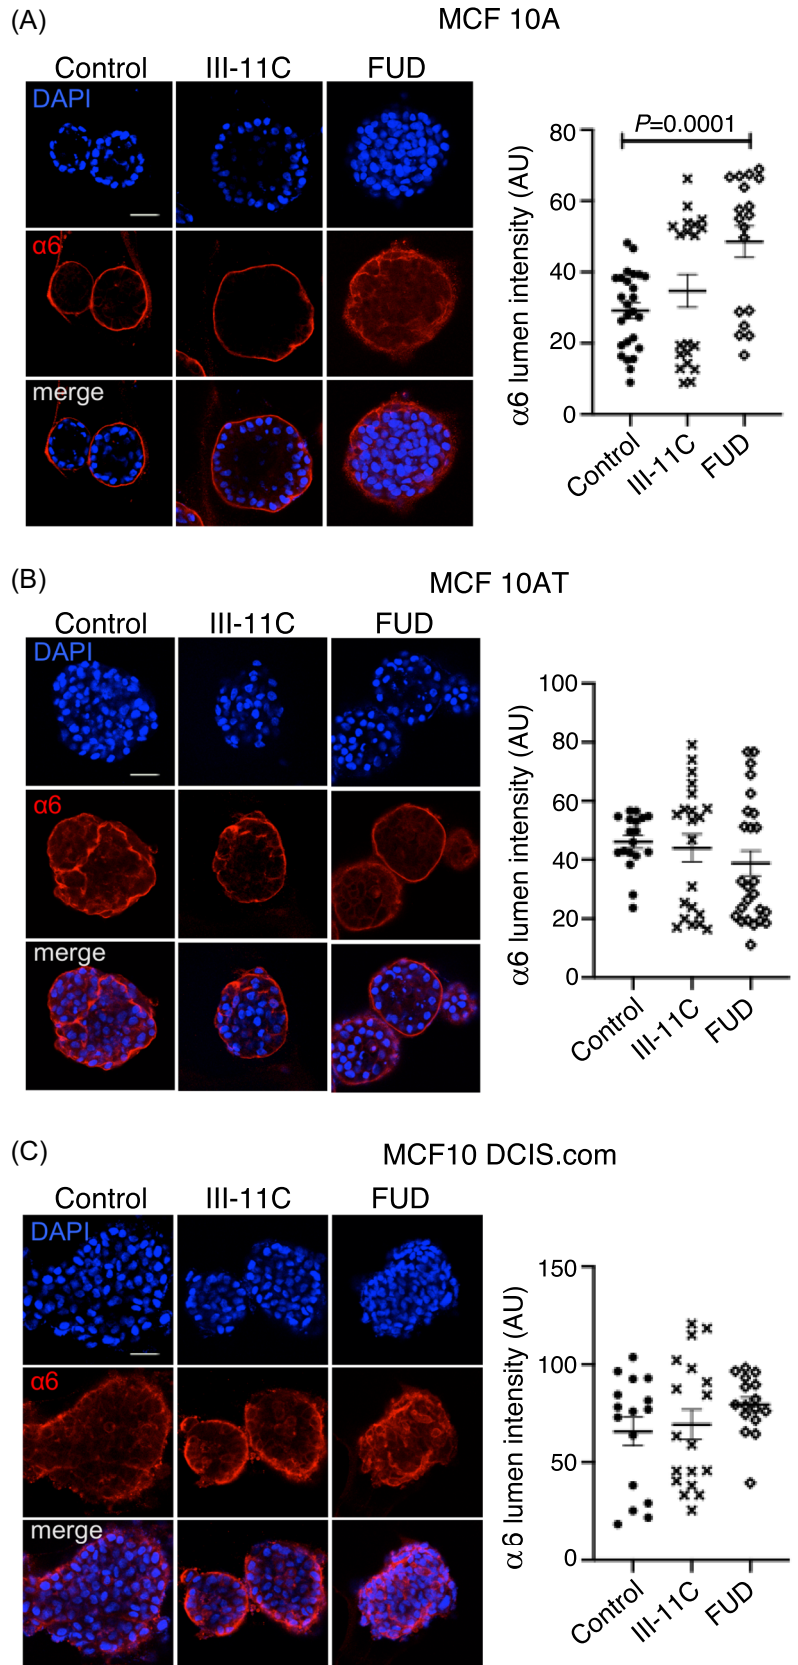 (A)
MCF 10A
Control III-11C FUD
DAPI
α6
merge
P=0.0001
α6 lumen intensity (AU)
80
60
40
20
0
Control III-11C FUD
(B)
MCF 10AT
Control III-11C FUD
DAPI
α6
merge
α6 lumen intensity (AU)
100
80
60
40
20
0
Control III-11C FUD
(C)
MCF10 DCIS.com
Control III-11C FUD
DAPI
α6
merge
α6 lumen intensity (AU)
150
100
50
0
Control III-11C FUD